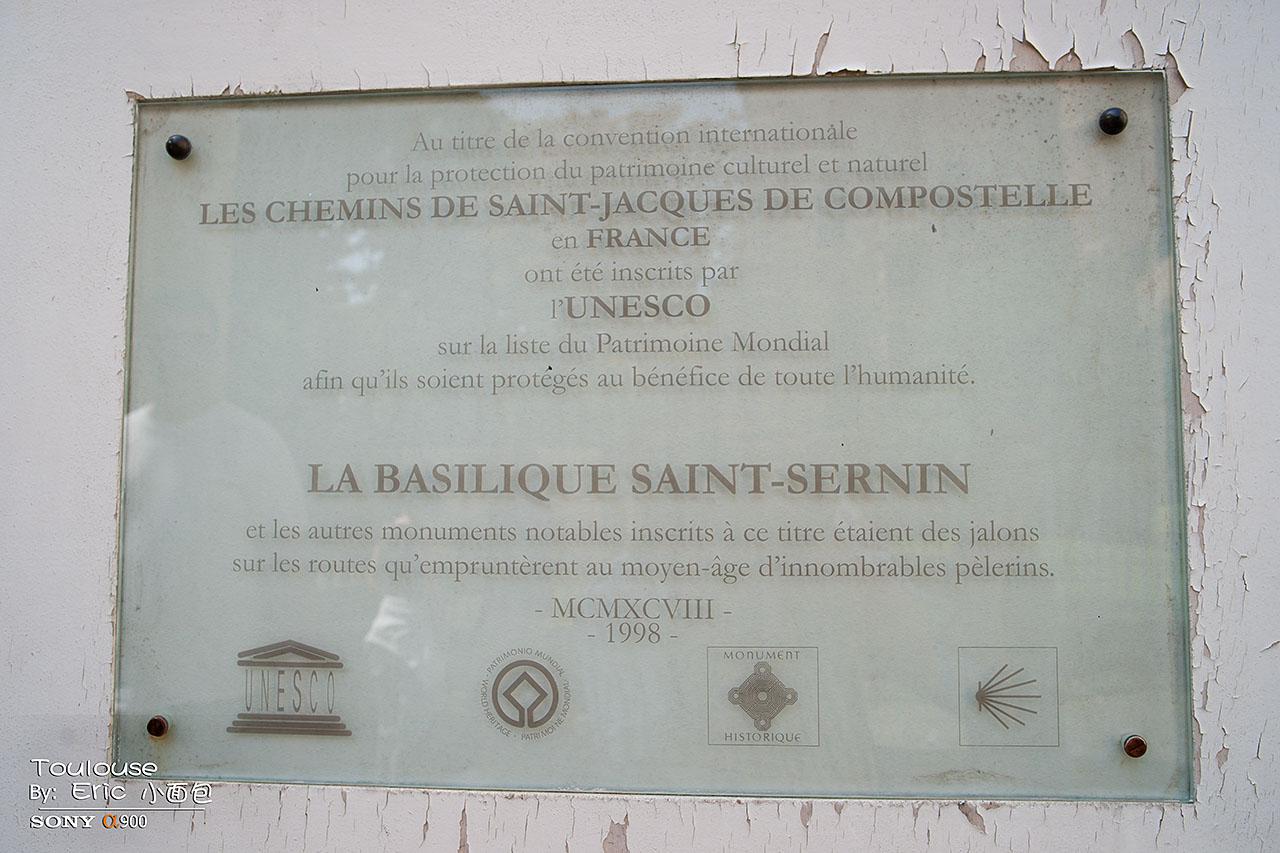 Au titre de la convention internationale
pour la protection du patrimoine culturel et naturel
LES CHEMINS DE SAINT-JACQUES DE COMPOSTELLE
en FRANCE
ont été inscrits par
l'UNESCO
sur la liste du Patrimoine Mondial
afin qu'ils soient protégés au bénéfice de toute l'humanité.
LA BASILIQUE SAINT-SERNIN
et les autres monuments notables inscrits à ce titre étaient des jalons
sur les routes qu'empruntèrent au moyen-âge d'innombrables pèlerins.
- MCMXCVIII -
- 1998 -
UNESCO
PATRIMONIO MUNDIAL · WORLD HERITAGE · PATRIMOINE MONDIAL ·
MONUMENT
HISTORIQUE
Toulouse
By: Eric 小面包
SONY α900